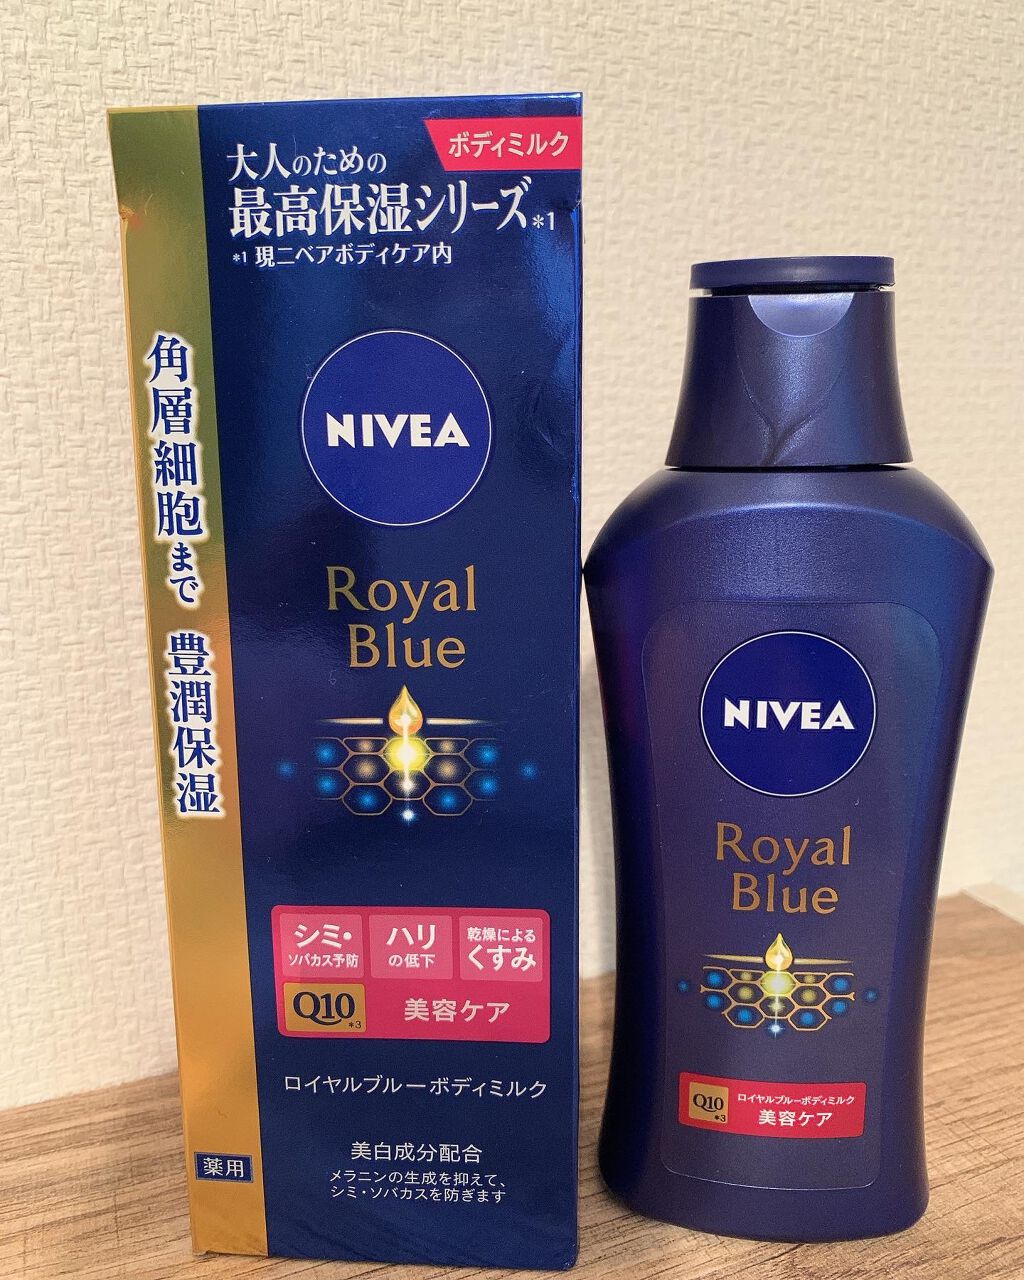 ボディミルク
大人のための
最高保湿シリーズ*1
*1 現ニベアボディケア内
角層細胞まで 豊潤保湿
NIVEA
Royal
Blue
シミ・
ソバカス予防
ハリ
の低下
乾燥による
くすみ
Q10*3
美容ケア
ロイヤルブルーボディミルク
美白成分配合
メラニンの生成を抑えて、
シミ・ソバカスを防ぎます
薬用
NIVEA
Royal
Blue
Q10*3
ロイヤルブルーボディミルク
美容ケア